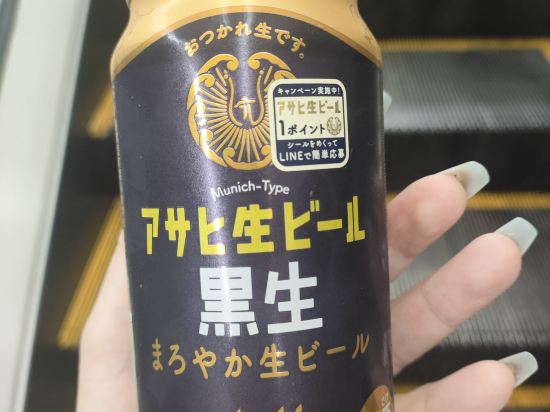 おつかれ生です。
キャンペーン実施中!
アサヒ生ビール
1ポイント
シールをめくって
LINEで簡単応募
Munich-Type
アサヒ生ビール
黒生
まろやか生ビール